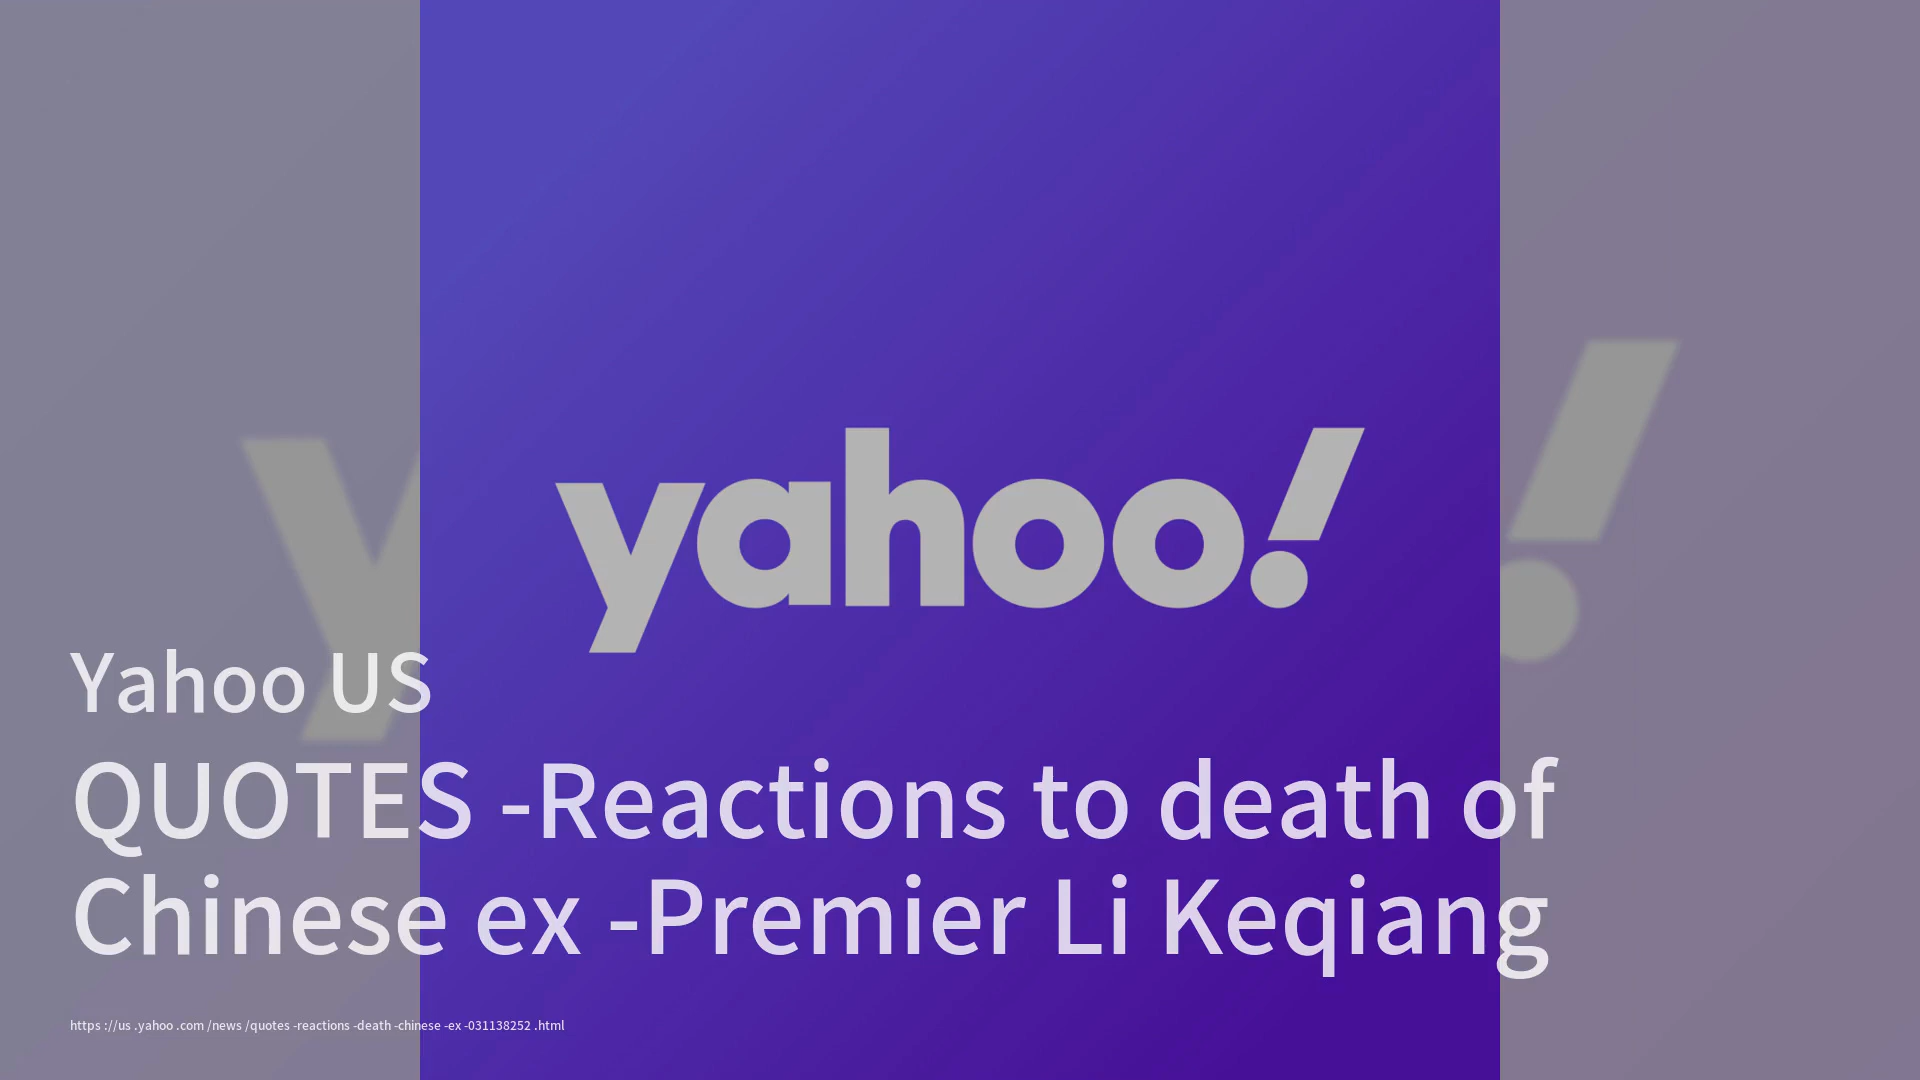 yahoo!
Yahoo US
QUOTES -Reactions to death of
Chinese ex -Premier Li Keqiang
https ://us .yahoo .com /news /quotes -reactions -death -chinese -ex -031138252 .html